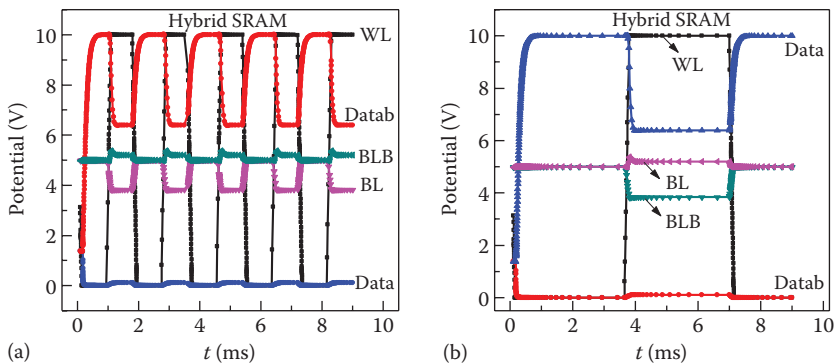 Hybrid SRAM
WL
Datab
BLB
BL
Data
Potential (V)
10
8
6
4
2
0
0 2 4 6 8 10
t (ms)
(a)
Hybrid SRAM
Data
WL
BL
BLB
Datab
Potential (V)
10
8
6
4
2
0
0 2 4 6 8 10
t (ms)
(b)